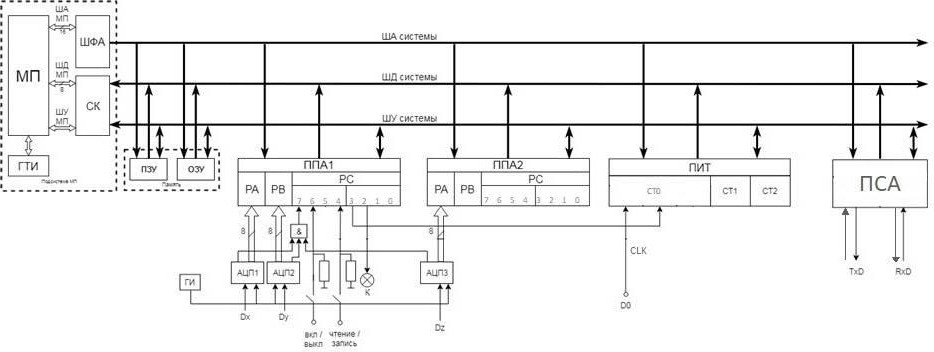 ША
МП
16
ШФА
МП
ШД
МП
8
СК
ШУ
МП
ГТИ
Подсистема МП
ША системы
ШД системы
ШУ системы
ПЗУ
ОЗУ
Память
ППА1
PA
PB
PC
7 6 5 4 3 2 1 0
ППА2
PA
PB
PC
7 6 5 4 3 2 1 0
ПИТ
CT0
CT1
CT2
ПСА
8
8
&
8
CLK
TxD
RxD
АЦП1
АЦП2
АЦП3
ГИ
K
Dx
Dy
Dz
D0
вкл /
выкл
чтение /
запись